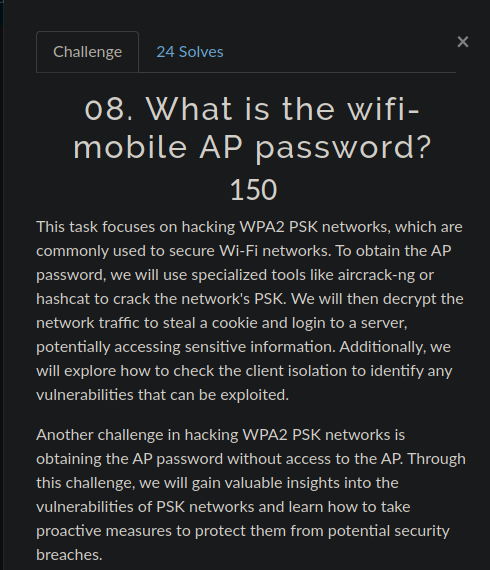 Challenge
24 Solves
×
08. What is the wifi-
mobile AP password?
150
This task focuses on hacking WPA2 PSK networks, which are
commonly used to secure Wi-Fi networks. To obtain the AP
password, we will use specialized tools like aircrack-ng or
hashcat to crack the network's PSK. We will then decrypt the
network traffic to steal a cookie and login to a server,
potentially accessing sensitive information. Additionally, we
will explore how to check the client isolation to identify any
vulnerabilities that can be exploited.
Another challenge in hacking WPA2 PSK networks is
obtaining the AP password without access to the AP. Through
this challenge, we will gain valuable insights into the
vulnerabilities of PSK networks and learn how to take
proactive measures to protect them from potential security
breaches.